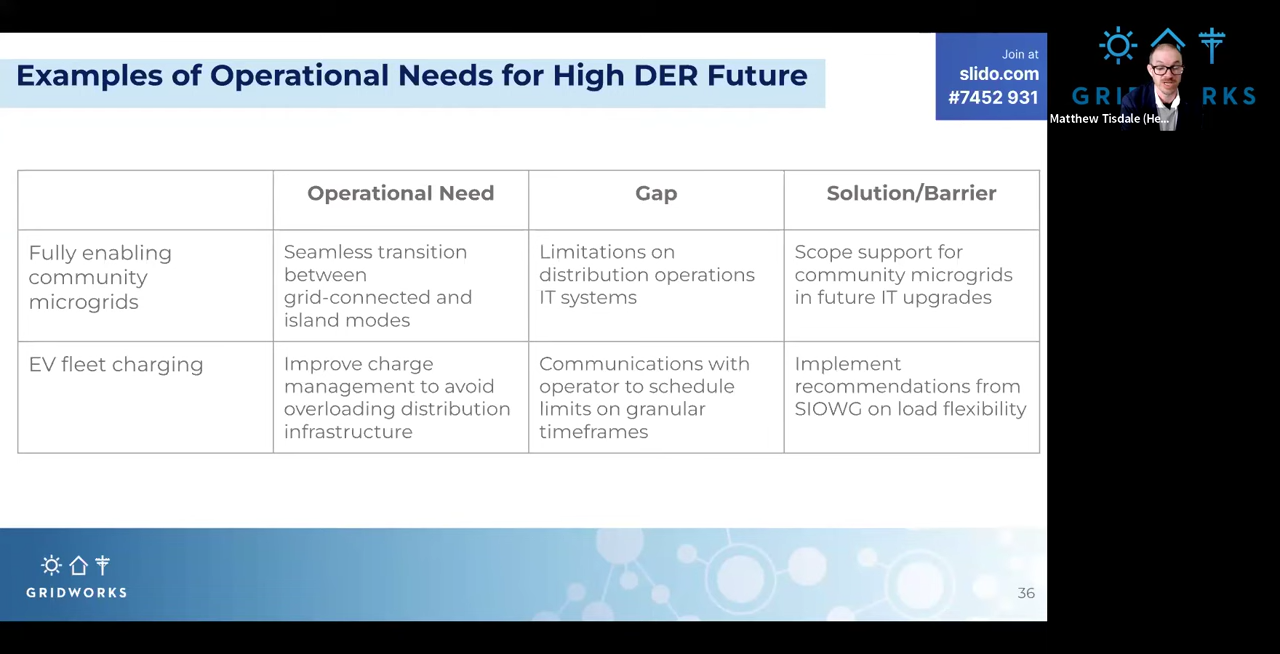 Examples of Operational Needs for High DER Future
Join at
slido.com
#7452 931
Matthew Tisdale (He...
Operational Need
Gap
Solution/Barrier
Fully enabling
community
microgrids
Seamless transition
between
grid-connected and
island modes
Limitations on
distribution operations
IT systems
Scope support for
community microgrids
in future IT upgrades
EV fleet charging
Improve charge
management to avoid
overloading distribution
infrastructure
Communications with
operator to schedule
limits on granular
timeframes
Implement
recommendations from
SIOWG on load flexibility
GRIDWORKS
36